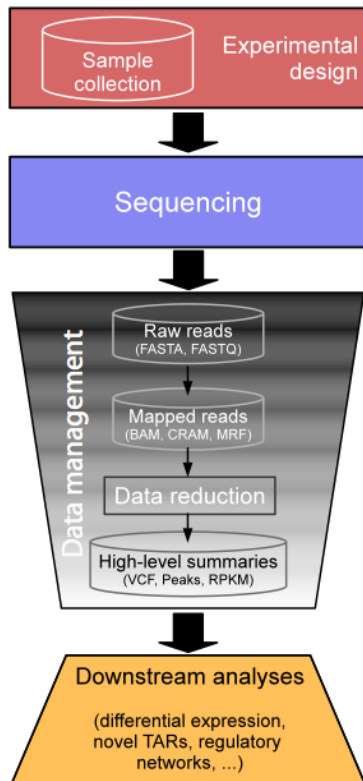 Sample
collection
Experimental
design
Sequencing
Data management
Raw reads
(FASTA, FASTQ)
Mapped reads
(BAM, CRAM, MRF)
Data reduction
High-level summaries
(VCF, Peaks, RPKM)
Downstream analyses
(differential expression,
novel TARs, regulatory
networks, ...)